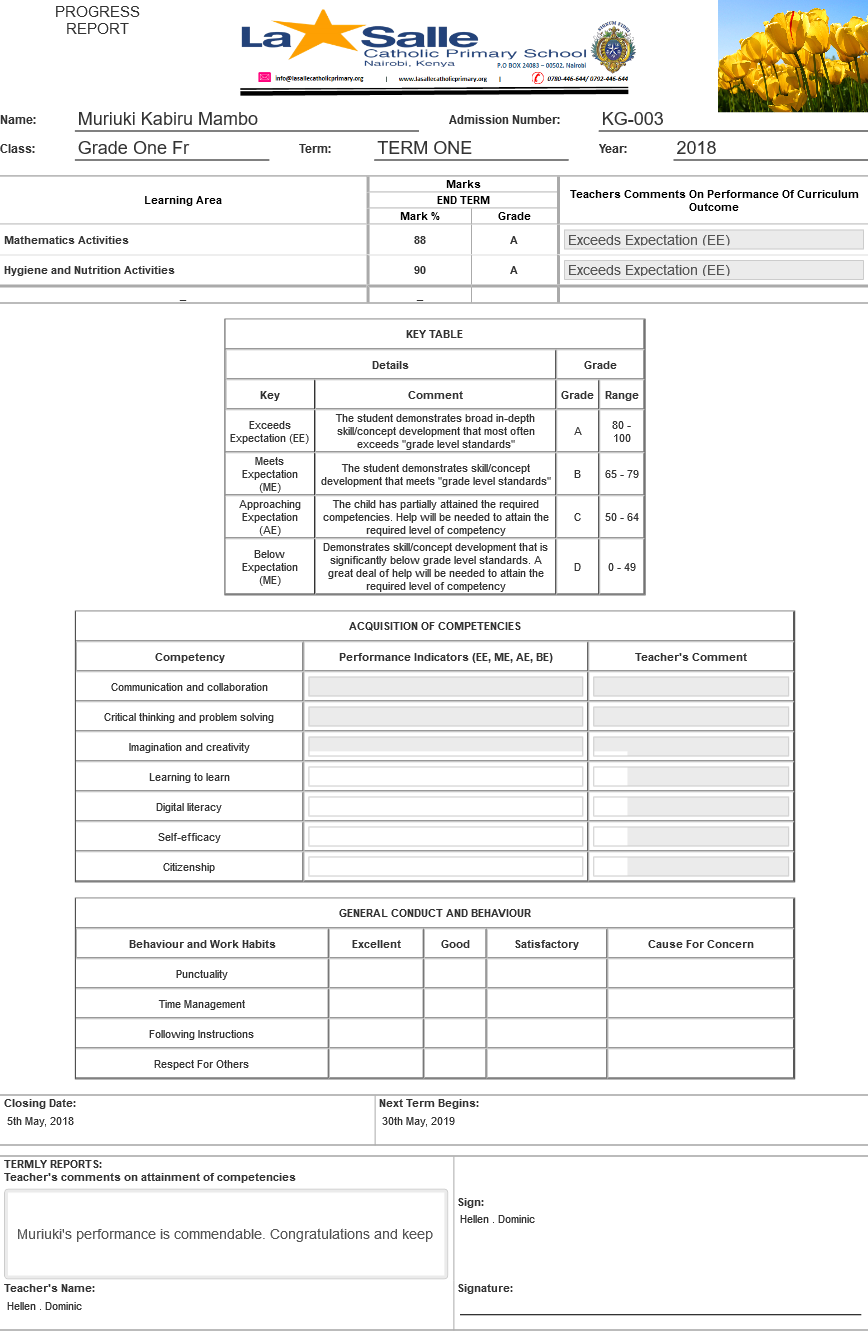 PROGRESS
REPORT
La Salle
Catholic Primary School
Nairobi, Kenya
P.O BOX 24083 – 00502, Nairobi
info@lasallecatholicprimary.org | www.lasallecatholicprimary.org | 0780-446-644/ 0792-446-644
Name: Muriuki Kabiru Mambo Admission Number: KG-003
Class: Grade One Fr Term: TERM ONE Year: 2018
Learning Area Marks Teachers Comments On Performance Of Curriculum Outcome
END TERM
Mark % Grade
Mathematics Activities 88 A Exceeds Expectation (EE)
Hygiene and Nutrition Activities 90 A Exceeds Expectation (EE)
_ _
KEY TABLE
Details Grade
Key Comment Grade Range
Exceeds Expectation (EE) The student demonstrates broad in-depth skill/concept development that most often exceeds "grade level standards" A 80 - 100
Meets Expectation (ME) The student demonstrates skill/concept development that meets "grade level standards" B 65 - 79
Approaching Expectation (AE) The child has partially attained the required competencies. Help will be needed to attain the required level of competency C 50 - 64
Below Expectation (ME) Demonstrates skill/concept development that is significantly below grade level standards. A great deal of help will be needed to attain the required level of competency D 0 - 49
ACQUISITION OF COMPETENCIES
Competency Performance Indicators (EE, ME, AE, BE) Teacher's Comment
Communication and collaboration
Critical thinking and problem solving
Imagination and creativity
Learning to learn
Digital literacy
Self-efficacy
Citizenship
GENERAL CONDUCT AND BEHAVIOUR
Behaviour and Work Habits Excellent Good Satisfactory Cause For Concern
Punctuality
Time Management
Following Instructions
Respect For Others
Closing Date: Next Term Begins:
5th May, 2018 30th May, 2019
TERMLY REPORTS:
Teacher's comments on attainment of competencies
Muriuki's performance is commendable. Congratulations and keep
Sign:
Hellen . Dominic
Teacher's Name: Signature:
Hellen . Dominic